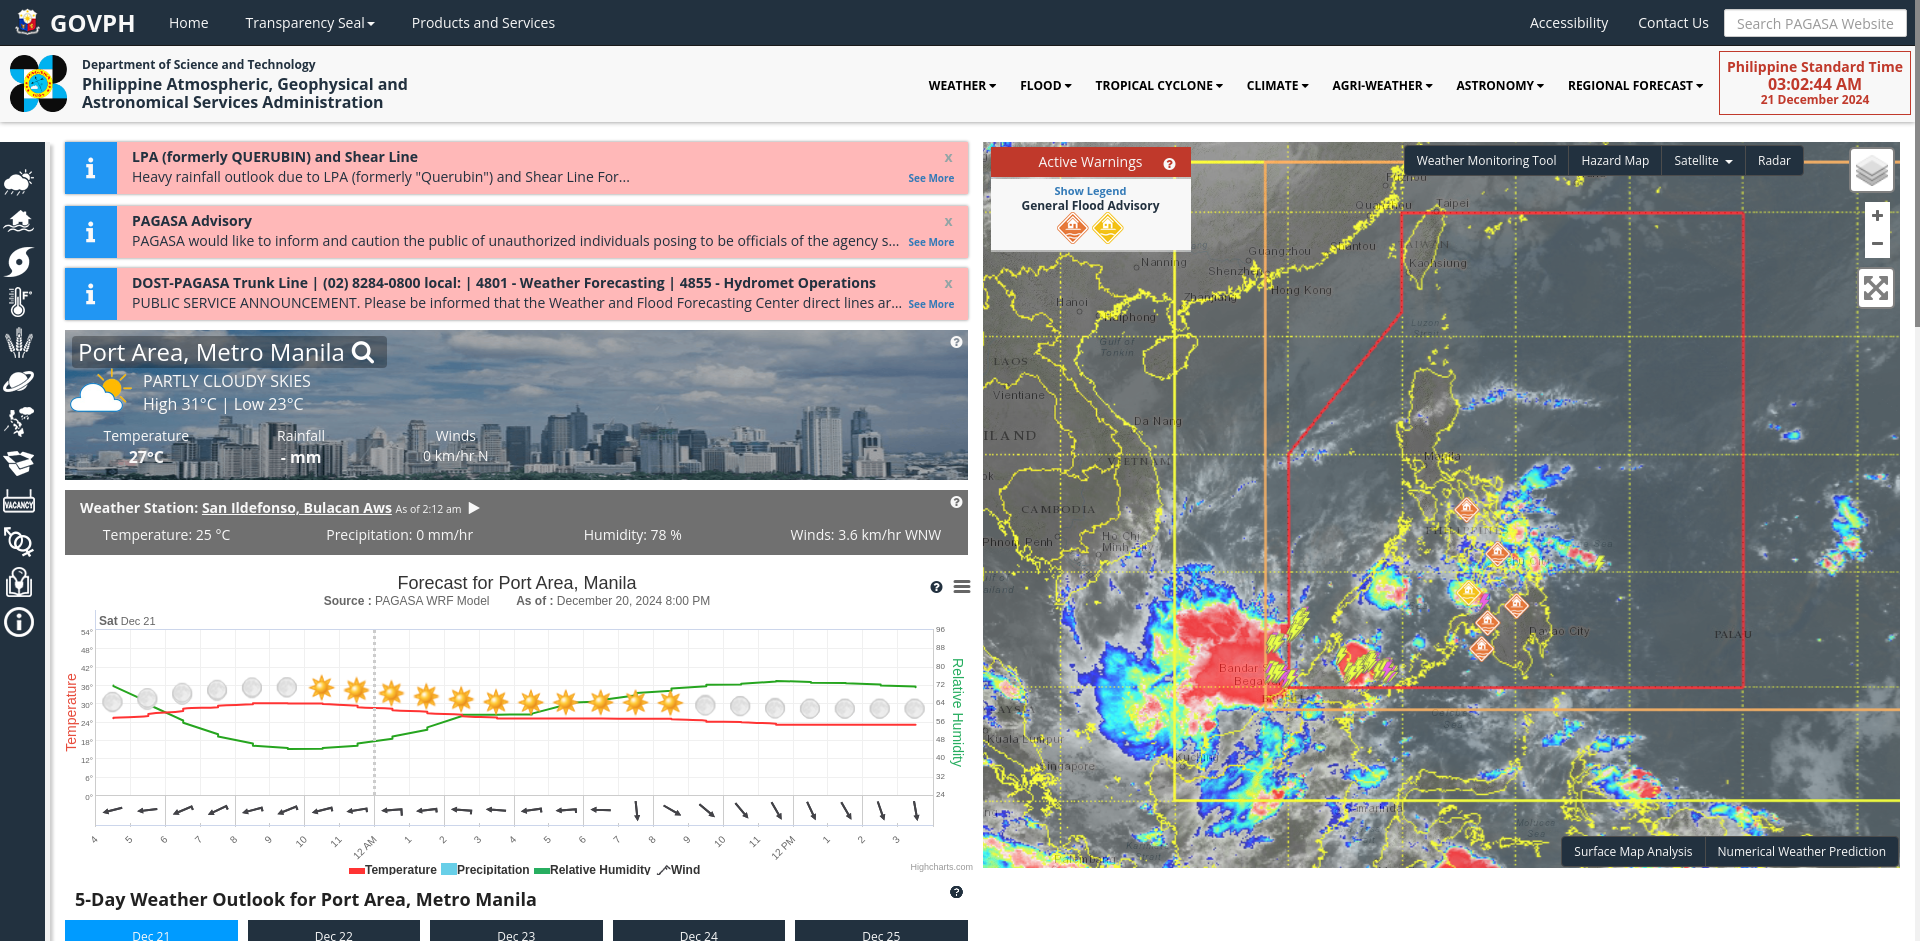 GOVPH
Home
Transparency Seal
Products and Services
Accessibility
Contact Us
Search PAGASA Website
Department of Science and Technology
Philippine Atmospheric, Geophysical and
Astronomical Services Administration
WEATHER
FLOOD
TROPICAL CYCLONE
CLIMATE
AGRI-WEATHER
ASTRONOMY
REGIONAL FORECAST
Philippine Standard Time
03:02:44 AM
21 December 2024
LPA (formerly QUERUBIN) and Shear Line
x
Heavy rainfall outlook due to LPA (formerly "Querubin") and Shear Line For...
See More
PAGASA Advisory
x
PAGASA would like to inform and caution the public of unauthorized individuals posing to be officials of the agency s...
See More
DOST-PAGASA Trunk Line | (02) 8284-0800 local: | 4801 - Weather Forecasting | 4855 - Hydromet Operations
x
PUBLIC SERVICE ANNOUNCEMENT. Please be informed that the Weather and Flood Forecasting Center direct lines ar...
See More
VACANCY
Port Area, Metro Manila
PARTLY CLOUDY SKIES
High 31°C | Low 23°C
Temperature
27°C
Rainfall
- mm
Winds
0 km/hr N
Weather Station: San Ildefonso, Bulacan Aws As of 2:12 am
Temperature: 25 °C
Precipitation: 0 mm/hr
Humidity: 78 %
Winds: 3.6 km/hr WNW
Forecast for Port Area, Manila
Source : PAGASA WRF Model As of : December 20, 2024 8:00 PM
Sat Dec 21
Temperature
54°
48°
42°
36°
30°
24°
18°
12°
6°
0°
96
88
80
72
64
56
48
40
32
24
Relative Humidity
4 5 6 7 8 9 10 11 12 AM 1 2 3 4 5 6 7 8 9 10 11 12 PM 1 2 3
Temperature Precipitation Relative Humidity Wind
Highcharts.com
5-Day Weather Outlook for Port Area, Metro Manila
Dec 21
Dec 22
Dec 23
Dec 24
Dec 25
Active Warnings
Show Legend
General Flood Advisory
Weather Monitoring Tool
Hazard Map
Satellite
Radar
+
−
Taipei
Guangzhou
Shantou
Nanning
Shenzhen
Kaohsiung
Hong Kong
Zhanjiang
Hanoi
Haiphong
Gulf of
Tonkin
LAOS
Vientiane
Da Nang
VIETNAM
Manila
CAMBODIA
Phnom Penh
Ho Chi
Minh
Davao City
PALAU
Bandar
Kuala Lumpur
Singapore
Kuching
Surface Map Analysis
Numerical Weather Prediction